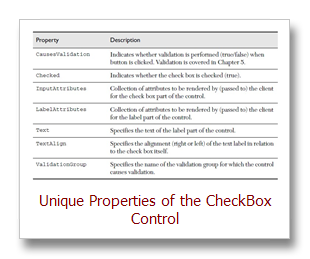 Property Description
CausesValidation Indicates whether validation is performed (true/false) when
button is clicked. Validation is covered in Chapter 5.
Checked Indicates whether the check box is checked (true).
InputAttributes Collection of attributes to be rendered by (passed to) the client
for the check box part of the control.
LabelAttributes Collection of attributes to be rendered by (passed to) the client
for the label part of the control.
Text Specifies the text of the label part of the control.
TextAlign Specifies the alignment (right or left) of the text label in relation
to the check box itself.
ValidationGroup Specifies the name of the validation group for which the control
causes validation.
Unique Properties of the CheckBox
Control